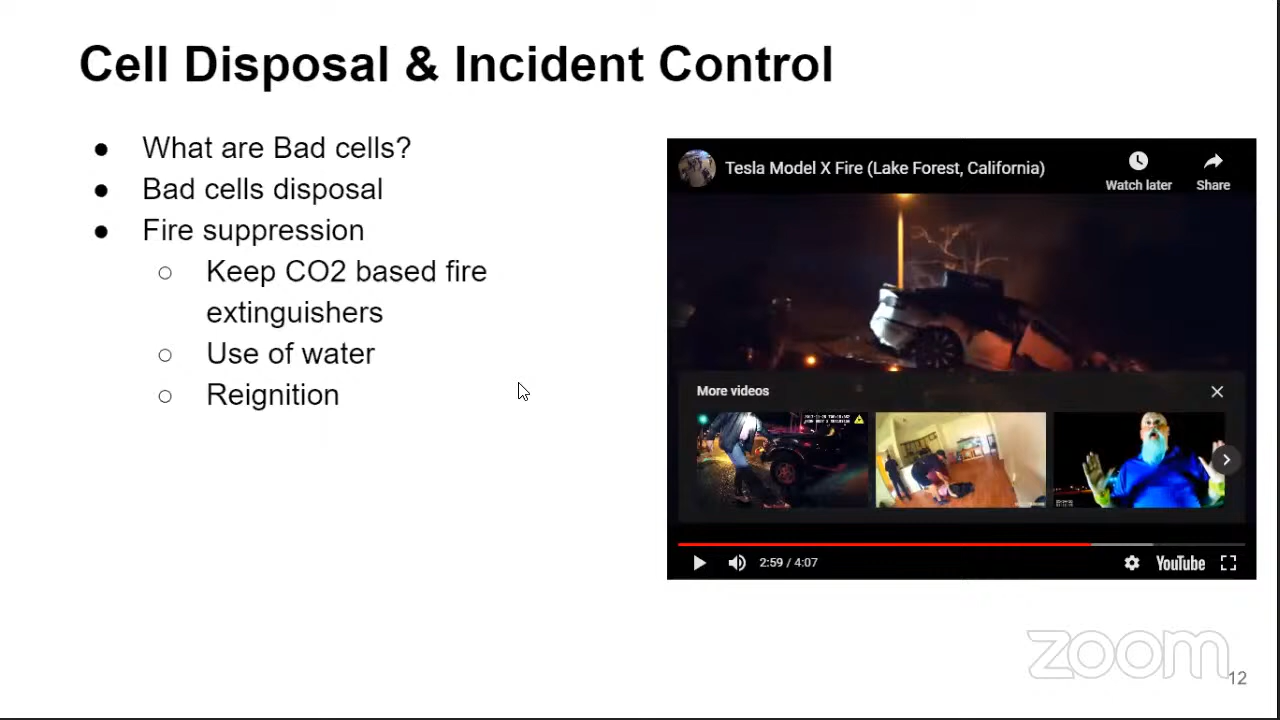 Cell Disposal & Incident Control
● What are Bad cells?
● Bad cells disposal
● Fire suppression
○ Keep CO2 based fire
extinguishers
○ Use of water
○ Reignition
Tesla Model X Fire (Lake Forest, California)
Watch later
Share
More videos
2:59 / 4:07
YouTube
zoom
12